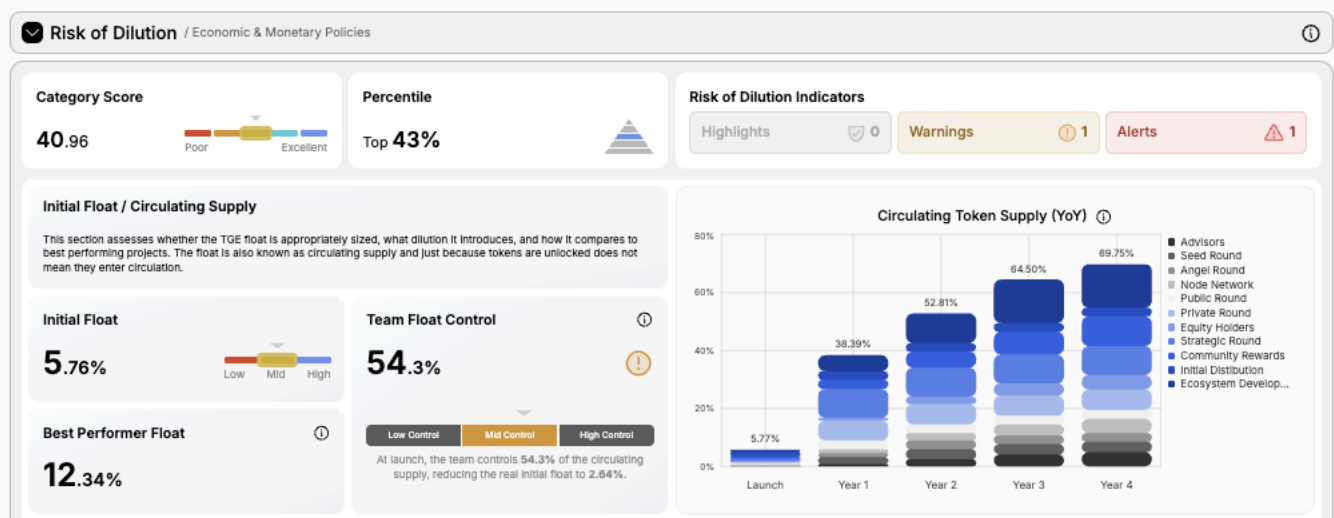 Risk of Dilution / Economic & Monetary Policies
Category Score
40.96
Poor
Excellent
Percentile
Top 43%
Risk of Dilution Indicators
Highlights 0
Warnings 1
Alerts 1
Initial Float / Circulating Supply
This section assesses whether the TGE float is appropriately sized, what dilution it introduces, and how it compares to
best performing projects. The float is also known as circulating supply and just because tokens are unlocked does not
mean they enter circulation.
Initial Float
5.76%
Low Mid High
Best Performer Float
12.34%
Team Float Control
54.3%
Low Control
Mid Control
High Control
At launch, the team controls 54.3% of the circulating
supply, reducing the real initial float to 2.64%.
Circulating Token Supply (YoY)
80%
60%
40%
20%
0%
5.77%
38.39%
52.81%
64.50%
69.75%
Launch
Year 1
Year 2
Year 3
Year 4
Advisors
Seed Round
Angel Round
Node Network
Public Round
Private Round
Equity Holders
Strategic Round
Community Rewards
Initial Distibution
Ecosystem Develop...